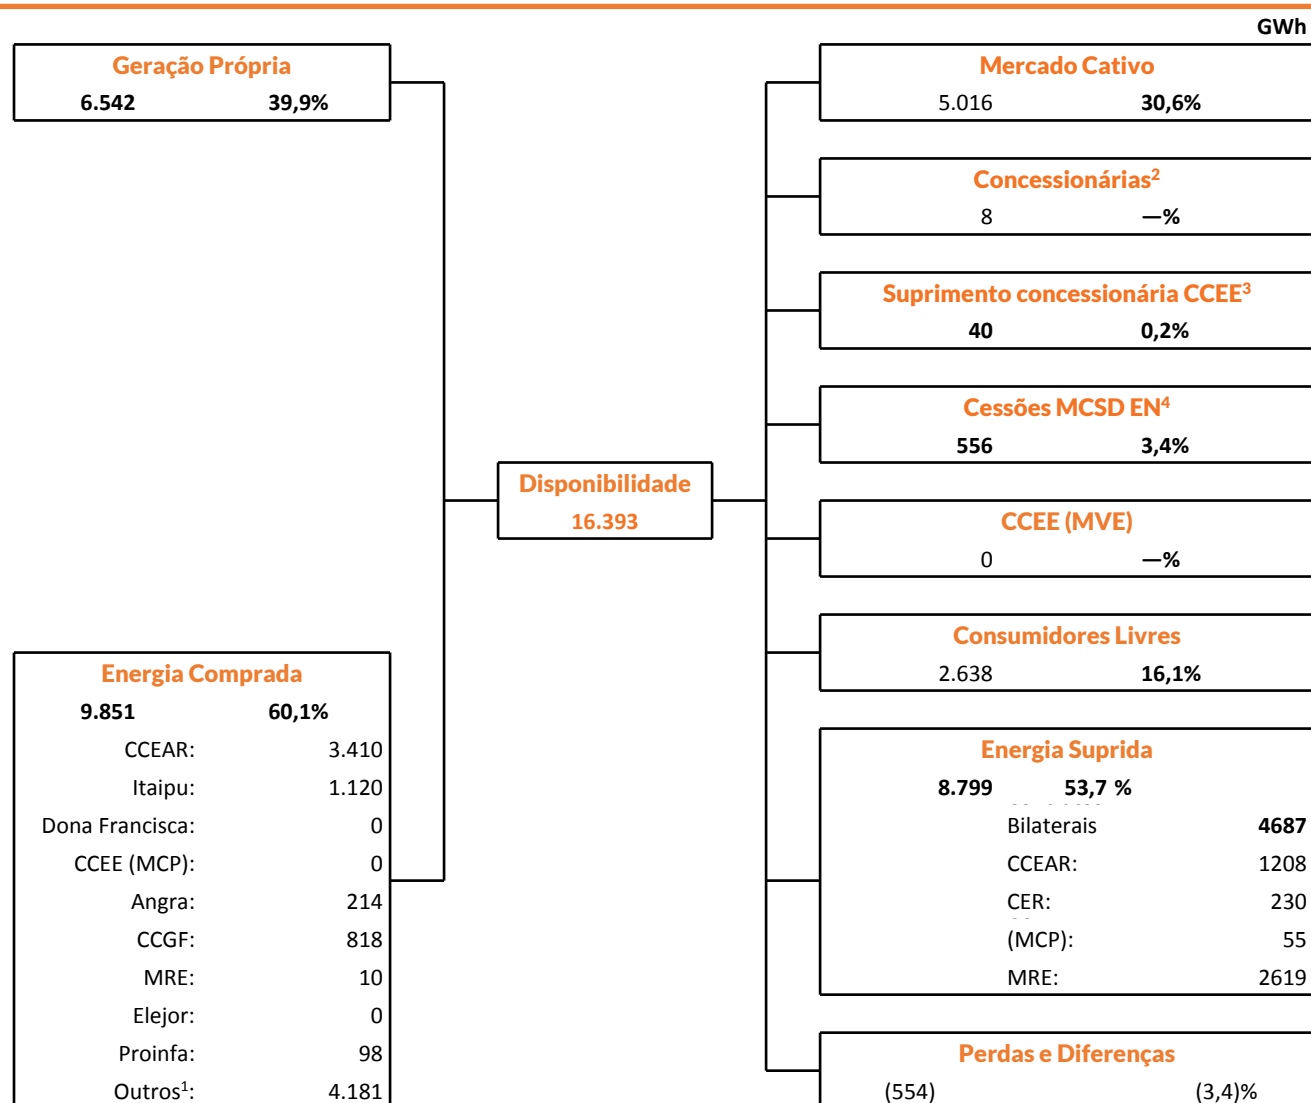 GWh
Geração Própria
6.542 39,9%
Energia Comprada
9.851 60,1%
CCEAR: 3.410
Itaipu: 1.120
Dona Francisca: 0
CCEE (MCP): 0
Angra: 214
CCGF: 818
MRE: 10
Elejor: 0
Proinfa: 98
Outros¹: 4.181
Disponibilidade
16.393
Mercado Cativo
5.016 30,6%
Concessionárias²
8 —%
Suprimento concessionária CCEE³
40 0,2%
Cessões MCSD EN⁴
556 3,4%
CCEE (MVE)
0 —%
Consumidores Livres
2.638 16,1%
Energia Suprida
8.799 53,7 %
Bilaterais 4687
CCEAR: 1208
CER: 230
(MCP): 55
MRE: 2619
Perdas e Diferenças
(554) (3,4)%